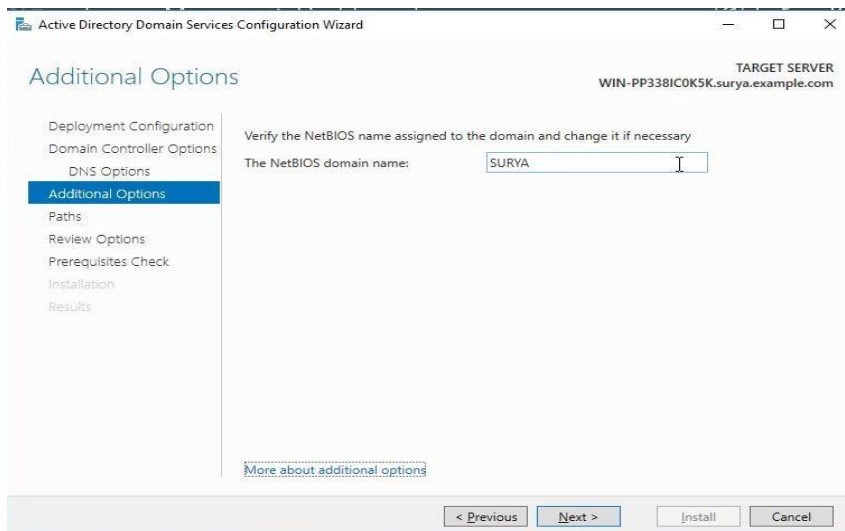 Active Directory Domain Services Configuration Wizard
Additional Options
TARGET SERVER
WIN-PP338IC0K5K.surya.example.com
Deployment Configuration
Domain Controller Options
DNS Options
Additional Options
Paths
Review Options
Prerequisites Check
Installation
Results
Verify the NetBIOS name assigned to the domain and change it if necessary
The NetBIOS domain name: SURYA
More about additional options
< Previous Next > Install Cancel